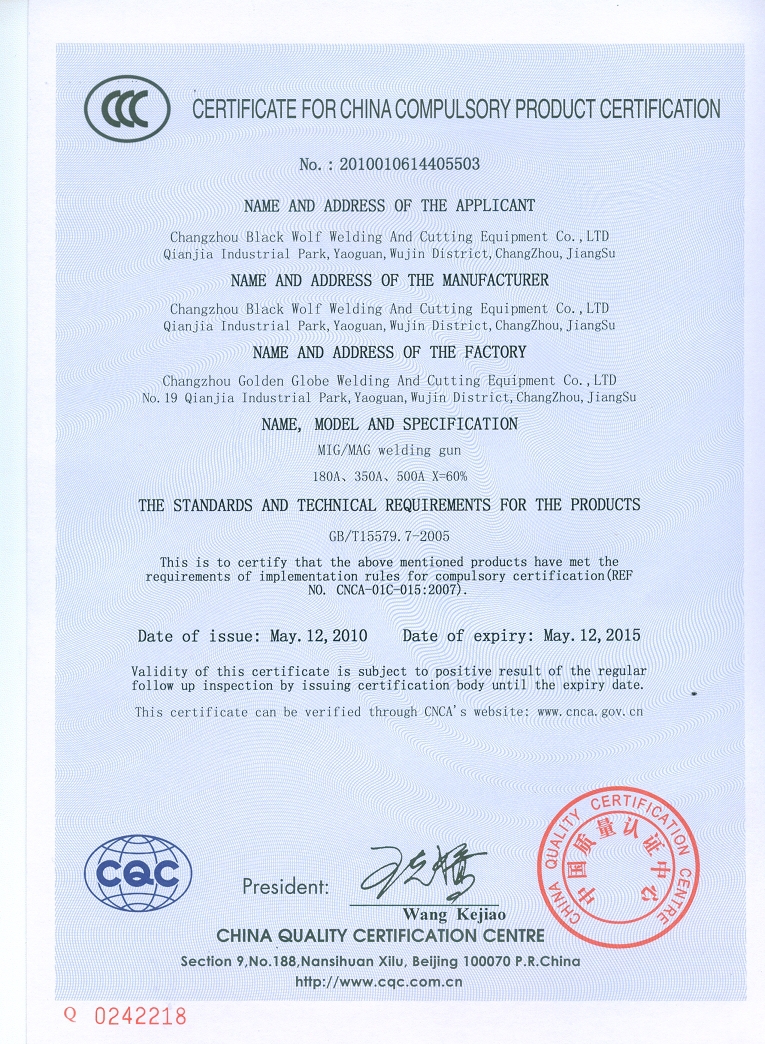 CCC
CERTIFICATE FOR CHINA COMPULSORY PRODUCT CERTIFICATION
No. : 2010010614405503
NAME AND ADDRESS OF THE APPLICANT
Changzhou Black Wolf Welding And Cutting Equipment Co.,LTD
Qianjia Industrial Park,Yaoguan,Wujin District,ChangZhou,JiangSu
NAME AND ADDRESS OF THE MANUFACTURER
Changzhou Black Wolf Welding And Cutting Equipment Co.,LTD
Qianjia Industrial Park,Yaoguan,Wujin District,ChangZhou,JiangSu
NAME AND ADDRESS OF THE FACTORY
Changzhou Golden Globe Welding And Cutting Equipment Co.,LTD
No.19 Qianjia Industrial Park,Yaoguan,Wujin District,ChangZhou,JiangSu
NAME, MODEL AND SPECIFICATION
MIG/MAG welding gun
180A、350A、500A X=60%
THE STANDARDS AND TECHNICAL REQUIREMENTS FOR THE PRODUCTS
GB/T15579.7-2005
This is to certify that the above mentioned products have met the
requirements of implementation rules for compulsory certification(REF
NO. CNCA-01C-015:2007).
Date of issue: May.12,2010 Date of expiry: May.12,2015
Validity of this certificate is subject to positive result of the regular
follow up inspection by issuing certification body until the expiry date.
This certificate can be verified through CNCA's website: www.cnca.gov.cn
CHINA QUALITY CERTIFICATION CENTRE
中国质量认证中心
CQC
President:
Wang Kejiao
CHINA QUALITY CERTIFICATION CENTRE
Section 9,No.188,Nansihuan Xilu, Beijing 100070 P.R.China
http://www.cqc.com.cn
Q 0242218